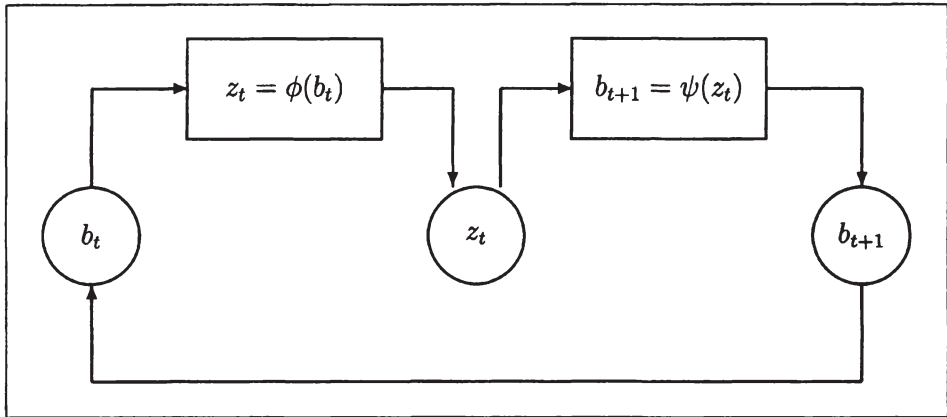 z_t = ϕ(b_t)
b_{t+1} = ψ(z_t)
b_t
z_t
b_{t+1}